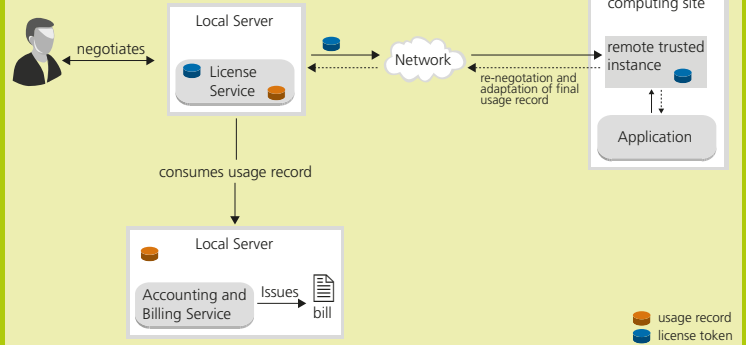 computing site
Local Server
negotiates
License
Service
Network
remote trusted
instance
re-negotation and
adaptation of final
usage record
Application
consumes usage record
Local Server
Accounting and
Billing Service
Issues
bill
usage record
license token